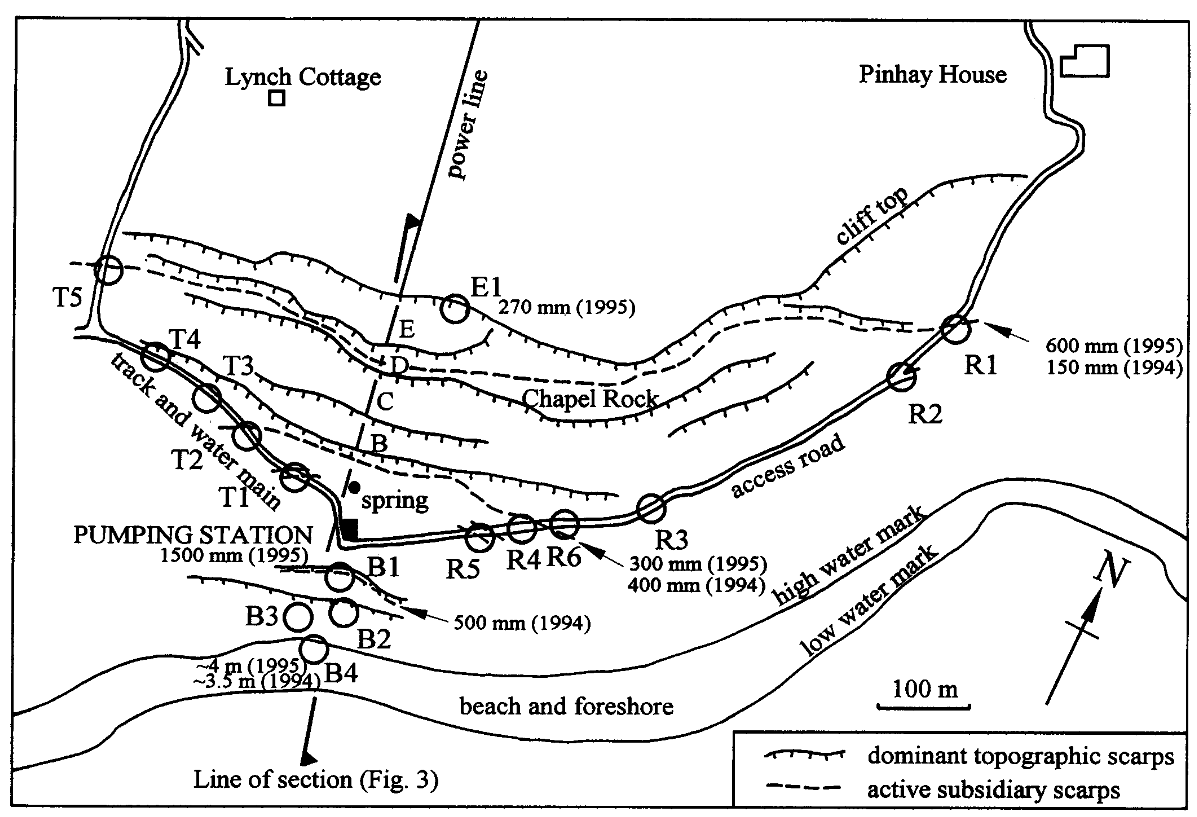 Lynch Cottage
power line
Pinhay House
cliff top
T5
E1
270 mm (1995)
E
T4
T3
D
R1
600 mm (1995)
150 mm (1994)
track and water main
Chapel Rock
C
R2
B
T2
T1
spring
access road
PUMPING STATION
1500 mm (1995)
B1
R5
R4
R6
R3
300 mm (1995)
400 mm (1994)
high water mark
low water mark
N
B3
B2
500 mm (1994)
~4 m (1995)
~3.5 m (1994)
B4
beach and foreshore
100 m
Line of section (Fig. 3)
dominant topographic scarps
active subsidiary scarps